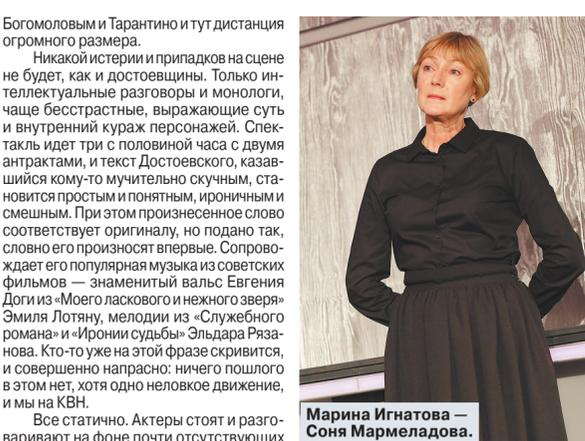 Богомоловым и Тарантино и тут дистанция
огромного размера.
Никакой истерии и припадков на сцене
не будет, как и достоевщины. Только ин-
теллектуальные разговоры и монологи,
чаще бесстрастные, выражающие суть
и внутренний кураж персонажей. Спек-
такль идет три с половиной часа с двумя
антрактами, и текст Достоевского, казав-
шийся кому-то мучительно скучным, ста-
новится простым и понятным, ироничным и
смешным. При этом произнесенное слово
соответствует оригиналу, но подано так,
словно его произносят впервые. Сопрово-
ждает его популярная музыка из советских
фильмов — знаменитый вальс Евгения
Доги из «Моего ласкового и нежного зверя»
Эмиля Лотяну, мелодии из «Служебного
романа» и «Иронии судьбы» Эльдара Ряза-
нова. Кто-то уже на этой фразе скривится,
и совершенно напрасно: ничего пошлого
в этом нет, хотя одно неловкое движение,
и мы на КВН.
Все статично. Актеры стоят и разго-
варивают на фоне почти отсутствующих
Марина Игнатова —
Соня Мармеладова.